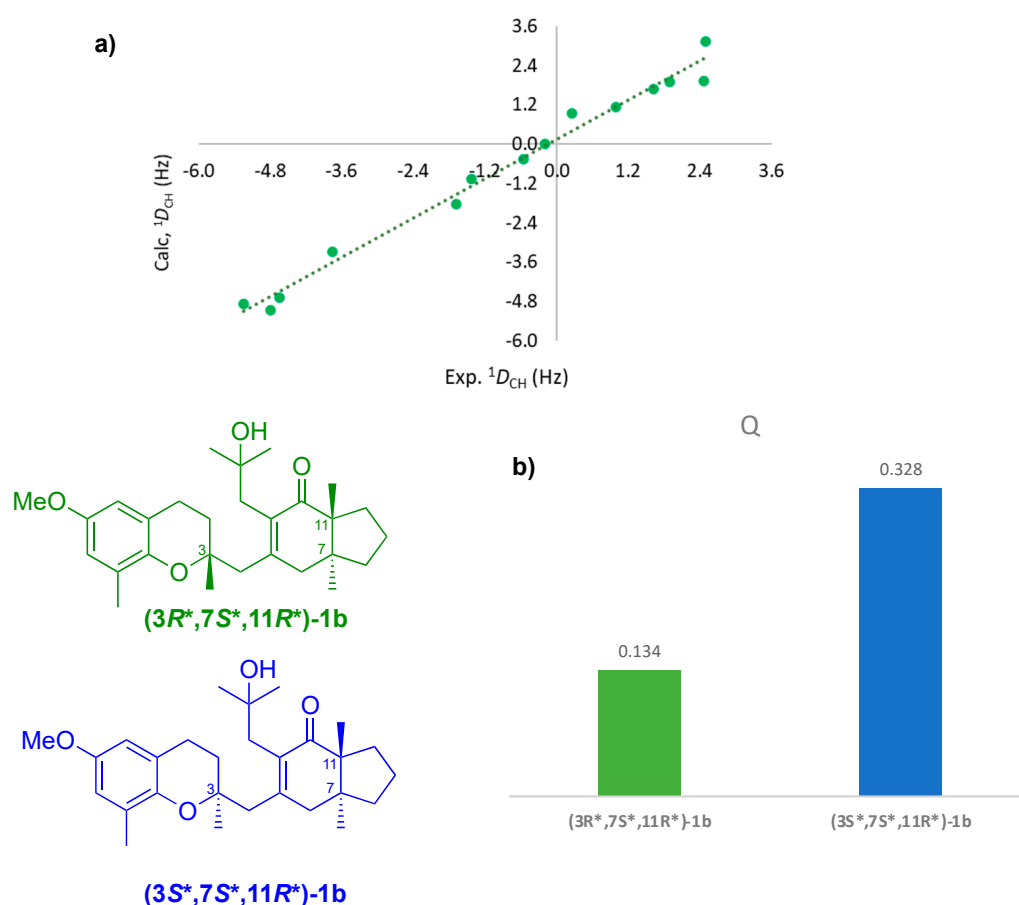 a)
3.6
2.4
1.2
0.0
-1.2
-2.4
-3.6
-4.8
-6.0
-6.0 -4.8 -3.6 -2.4 -1.2 0.0 1.2 2.4 3.6
Calc, ¹D_CH (Hz)
Exp. ¹D_CH (Hz)
OH
O
MeO
3
O
11
7
(3R*,7S*,11R*)-1b
OH
O
MeO
3
O
11
7
(3S*,7S*,11R*)-1b
Q
b)
0.134
0.328
(3R*,7S*,11R*)-1b
(3S*,7S*,11R*)-1b